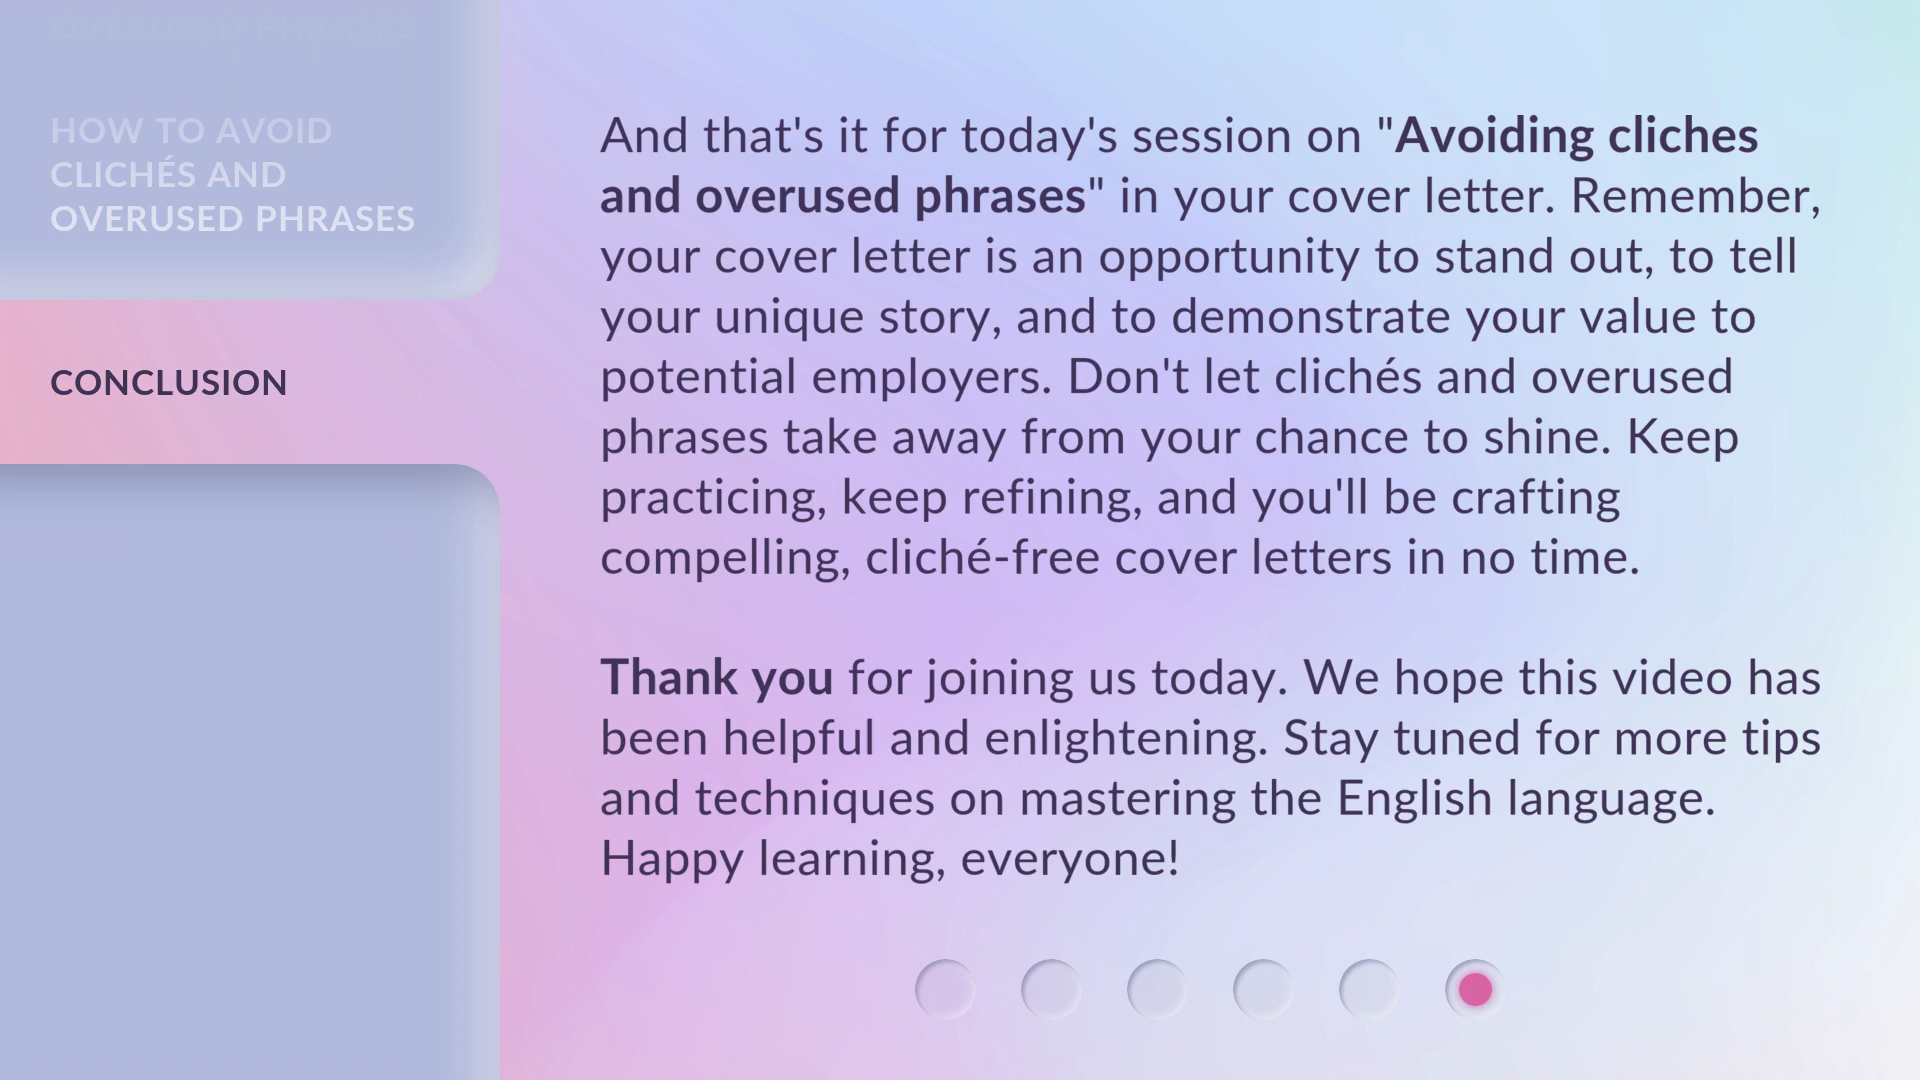 OVERUSED PHRASES
HOW TO AVOID
CLICHÉS AND
OVERUSED PHRASES
CONCLUSION
And that's it for today's session on "Avoiding cliches
and overused phrases" in your cover letter. Remember,
your cover letter is an opportunity to stand out, to tell
your unique story, and to demonstrate your value to
potential employers. Don't let clichés and overused
phrases take away from your chance to shine. Keep
practicing, keep refining, and you'll be crafting
compelling, cliché-free cover letters in no time.
Thank you for joining us today. We hope this video has
been helpful and enlightening. Stay tuned for more tips
and techniques on mastering the English language.
Happy learning, everyone!